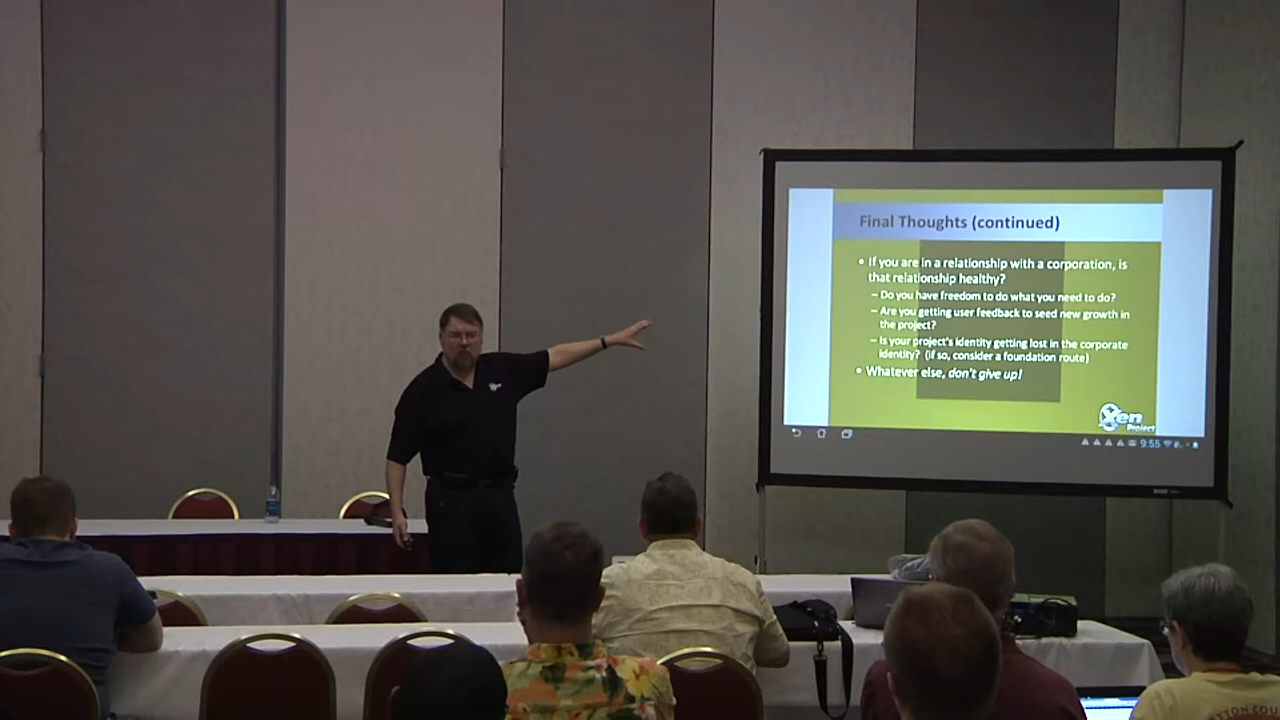 Final Thoughts (continued)
• If you are in a relationship with a corporation, is
that relationship healthy?
– Do you have freedom to do what you need to do?
– Are you getting user feedback to seed new growth in
the project?
– Is your project's identity getting lost in the corporate
identity? (if so, consider a foundation route)
• Whatever else, don't give up!
Xen
Project
9:55